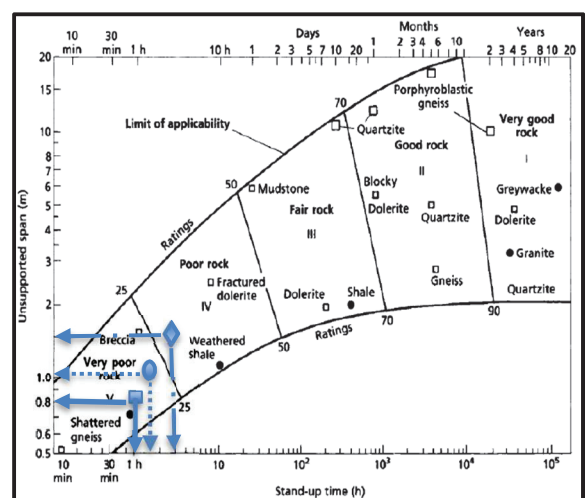 Days
Months
Years
10 min
30 min
1 h
10 h
1
2 3 5 7 10 20
1
2 3 4 6 10
2 3 4 5 8 10 20
Unsupported span (m)
20
10
8
6
5
4
3
2
1.0
0.8
0.6
0.5
Limit of applicability
Ratings
70
Quartzite
Porphyroblastic gneiss
Very good rock
I
Good rock
II
50
Mudstone
Fair rock
III
Blocky Dolerite
Greywacke
Quartzite
Dolerite
25
Poor rock
Fractured dolerite
IV
Granite
Gneiss
Dolerite
Shale
Quartzite
Breccia
Weathered shale
50
Ratings
70
90
Very poor rock
V
25
Shattered gneiss
10 min
30 min
1 h
10
10²
10³
10⁴
10⁵
Stand-up time (h)